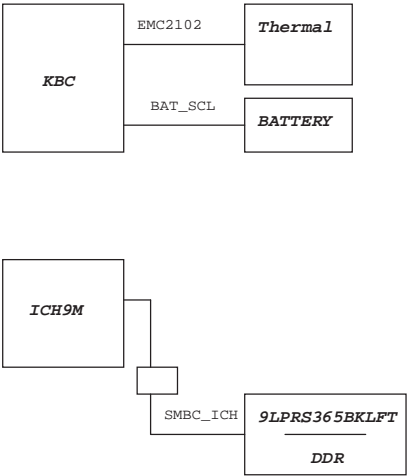 EMC2102
Thermal
KBC
BAT_SCL
BATTERY
ICH9M
SMBC_ICH
9LPRS365BKLFT
DDR